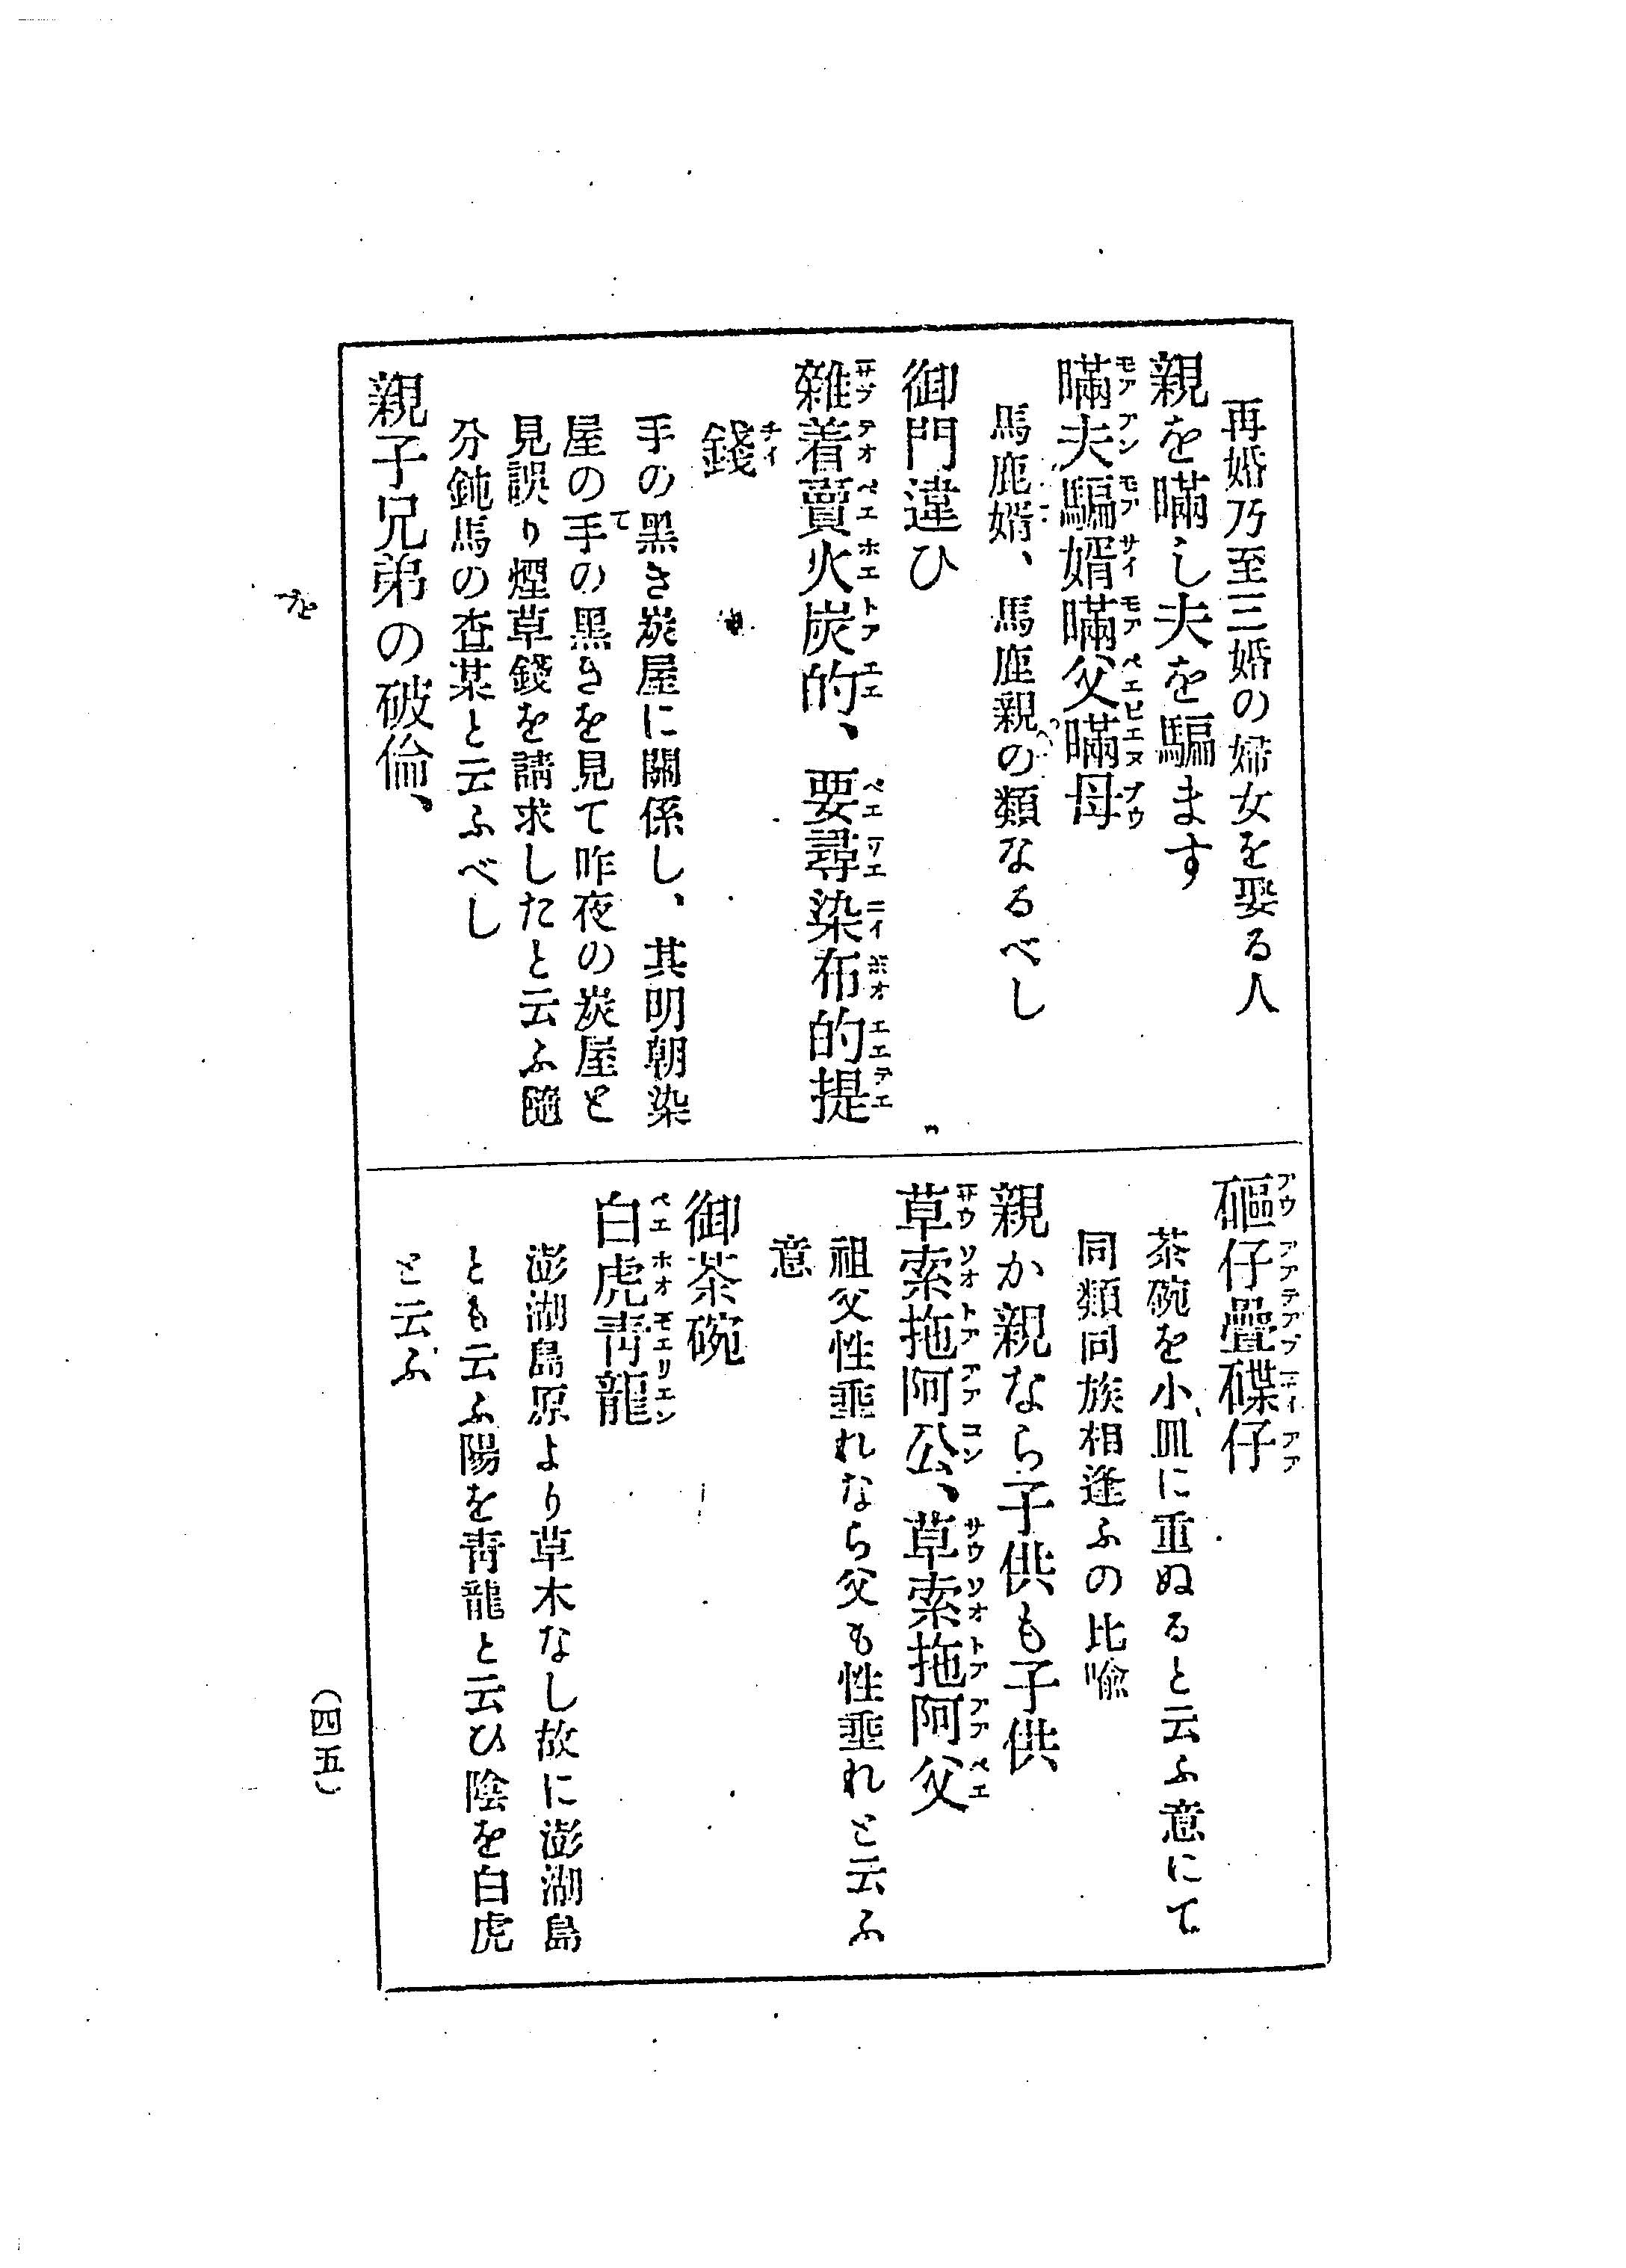 再婚乃至三婚の婦女を娶る人
親を瞞し夫を騙ます
瞞夫騙婿瞞父瞞母
馬鹿婿、馬鹿親の類なるべし
御門違ひ
雜着賣火炭的、要尋染布的提
錢
手の黑き炭屋に關係し、其明朝染
屋の手の黑きを見て昨夜の炭屋と
見誤り煙草錢を請求したと云ふ隨
分鈍馬の査某と云ふべし
親子兄弟の破倫、
甌仔疊碟仔
茶碗を小皿に重ぬると云ふ意にて
同類同族相逢ふの比喩
親か親なら子供も子供
草索拖阿公、草索拖阿父
祖父性垂れなら父も性垂れと云ふ
意
御茶碗
白虎靑龍
澎湖島原より草木なし故に澎湖島
とも云ふ陽を靑龍と云ひ陰を白虎
と云ふ
(四五)